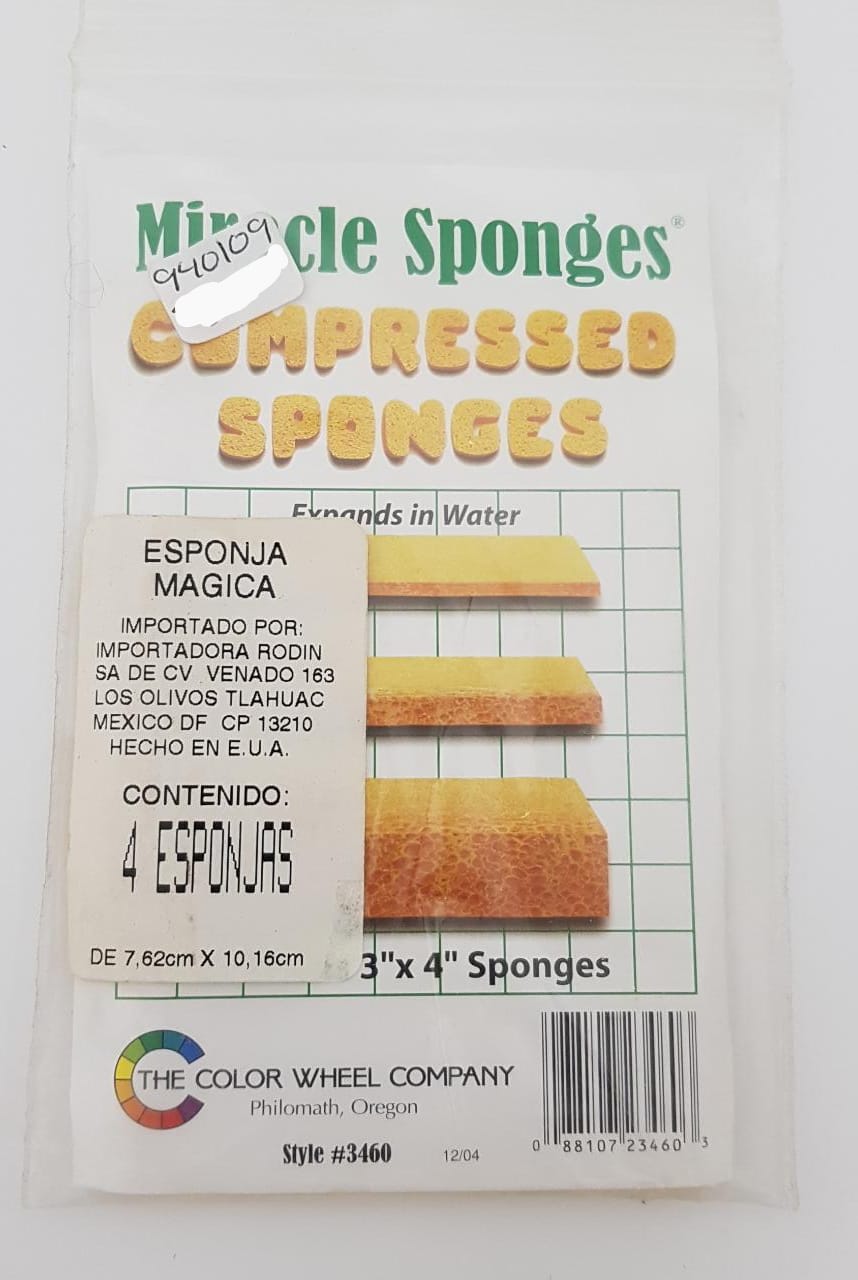 Miracle Sponges®
940109
COMPRESSED
SPONGES
Expands in Water
ESPONJA
MAGICA
IMPORTADO POR:
IMPORTADORA RODIN
SA DE CV VENADO 163
LOS OLIVOS TLAHUAC
MEXICO DF CP 13210
HECHO EN E.U.A.
CONTENIDO:
4 ESPONJAS
DE 7,62cm X 10,16cm
3"x 4" Sponges
THE COLOR WHEEL COMPANY
Philomath, Oregon
Style #3460
12/04
0 88107 23460 3